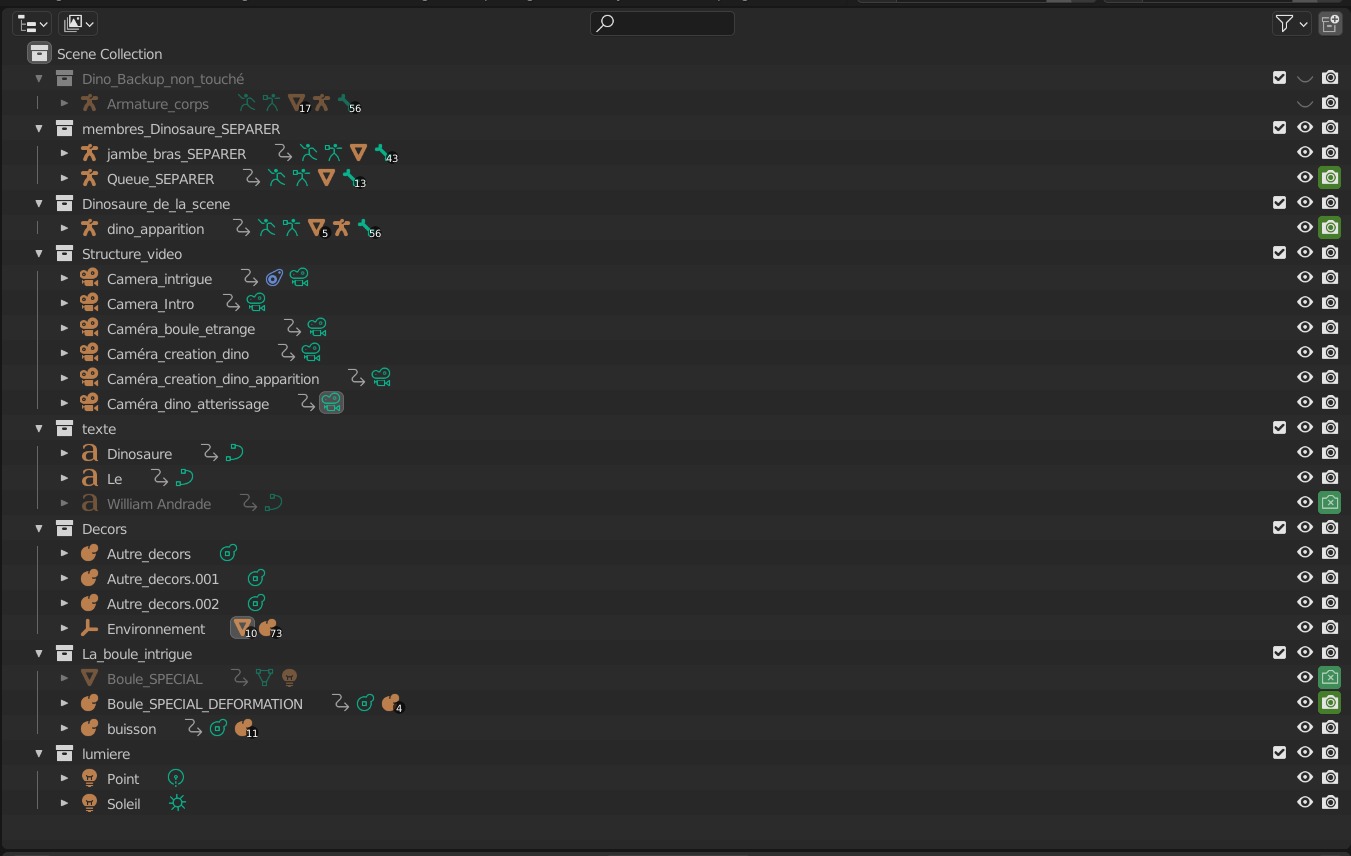 Scene Collection
Dino_Backup_non_touché
Armature_corps 17 56
membres_Dinosaure_SEPARER
jambe_bras_SEPARER 43
Queue_SEPARER 13
Dinosaure_de_la_scene
dino_apparition 5 56
Structure_video
Camera_intrigue
Camera_Intro
Caméra_boule_etrange
Caméra_creation_dino
Caméra_creation_dino_apparition
Caméra_dino_atterissage
texte
Dinosaure
Le
William Andrade
Decors
Autre_decors
Autre_decors.001
Autre_decors.002
Environnement 10 73
La_boule_intrigue
Boule_SPECIAL
Boule_SPECIAL_DEFORMATION 4
buisson 11
lumiere
Point
Soleil